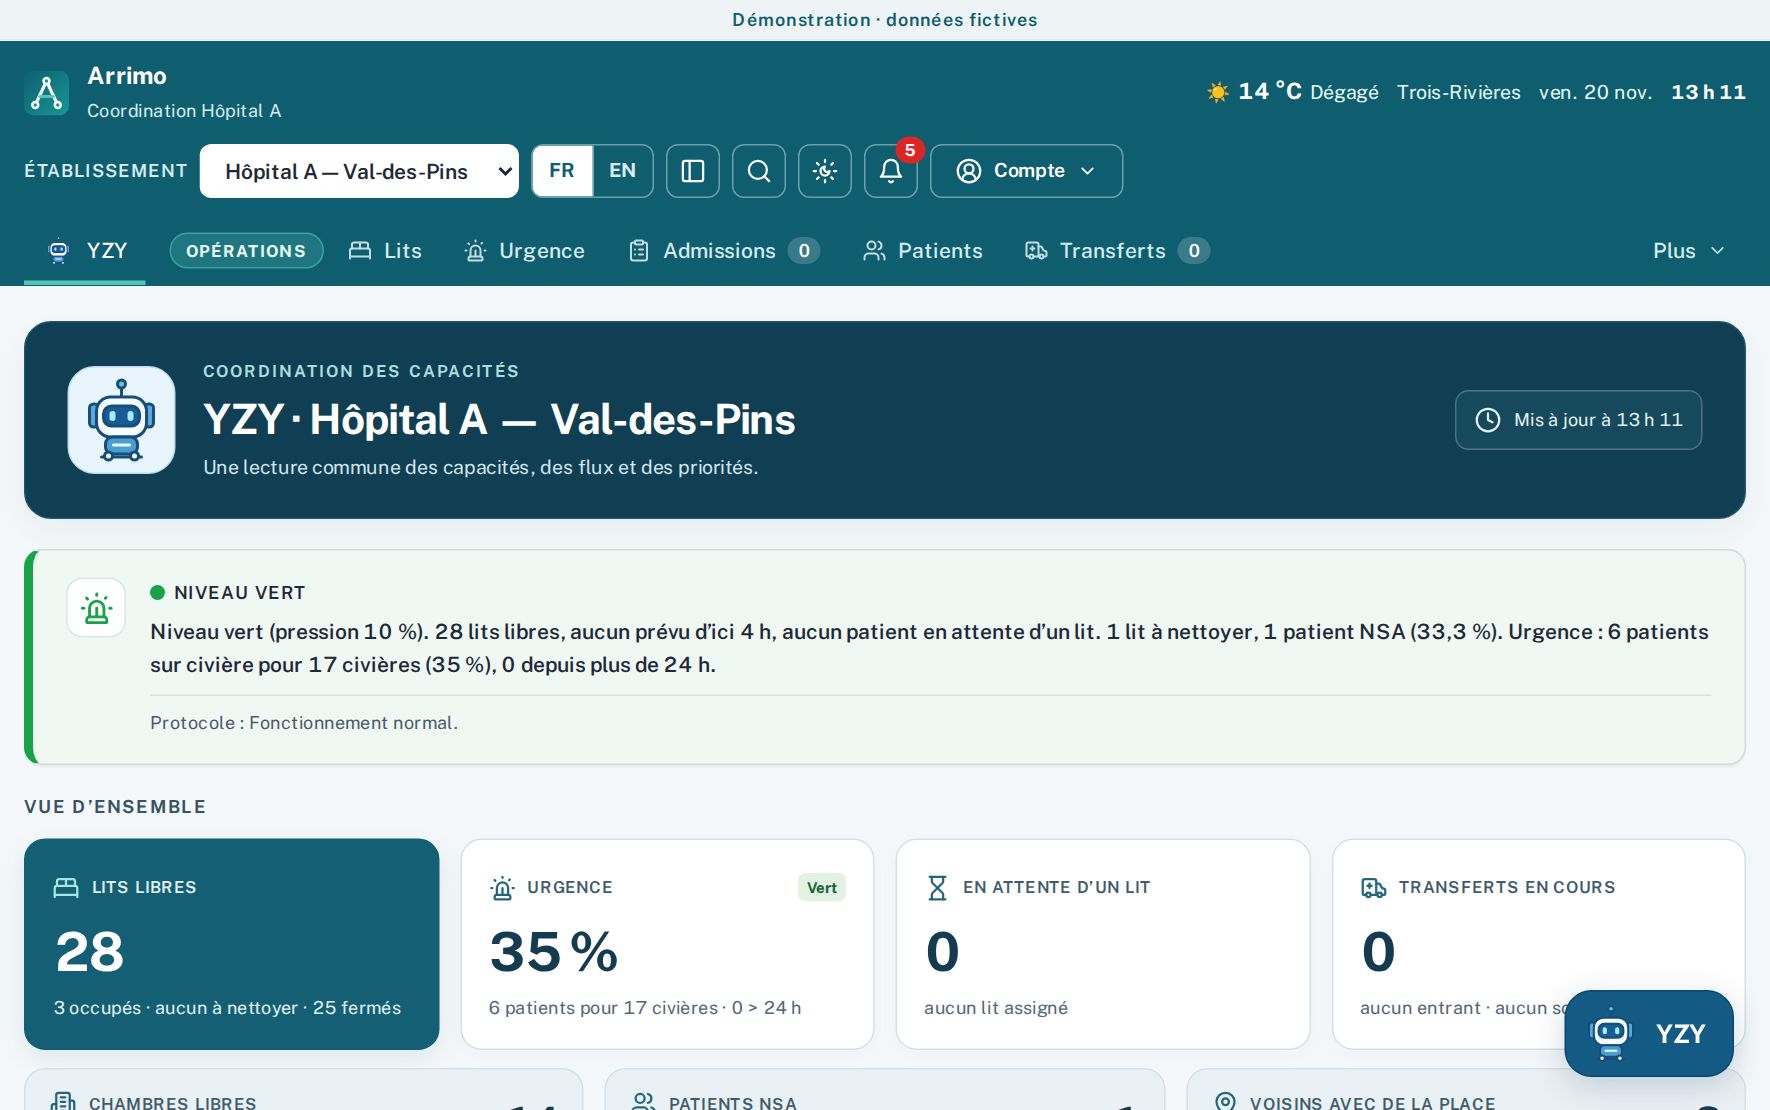 Démonstration · données fictives
Arrimo
Coordination Hôpital A
14 °C Dégagé Trois-Rivières ven. 20 nov. 13 h 11
ÉTABLISSEMENT Hôpital A — Val-des-Pins FR EN 5 Compte
YZY OPÉRATIONS Lits Urgence Admissions 0 Patients Transferts 0 Plus
COORDINATION DES CAPACITÉS
YZY · Hôpital A — Val-des-Pins
Une lecture commune des capacités, des flux et des priorités.
Mis à jour à 13 h 11
NIVEAU VERT
Niveau vert (pression 10 %). 28 lits libres, aucun prévu d’ici 4 h, aucun patient en attente d’un lit. 1 lit à nettoyer, 1 patient NSA (33,3 %). Urgence : 6 patients
sur civière pour 17 civières (35 %), 0 depuis plus de 24 h.
Protocole : Fonctionnement normal.
VUE D’ENSEMBLE
LITS LIBRES
28
3 occupés · aucun à nettoyer · 25 fermés
URGENCE Vert
35 %
6 patients pour 17 civières · 0 > 24 h
EN ATTENTE D’UN LIT
0
aucun lit assigné
TRANSFERTS EN COURS
0
aucun entrant · aucun
YZY
CHAMBRES LIBRES
PATIENTS NSA
VOISINS AVEC DE LA PLACE